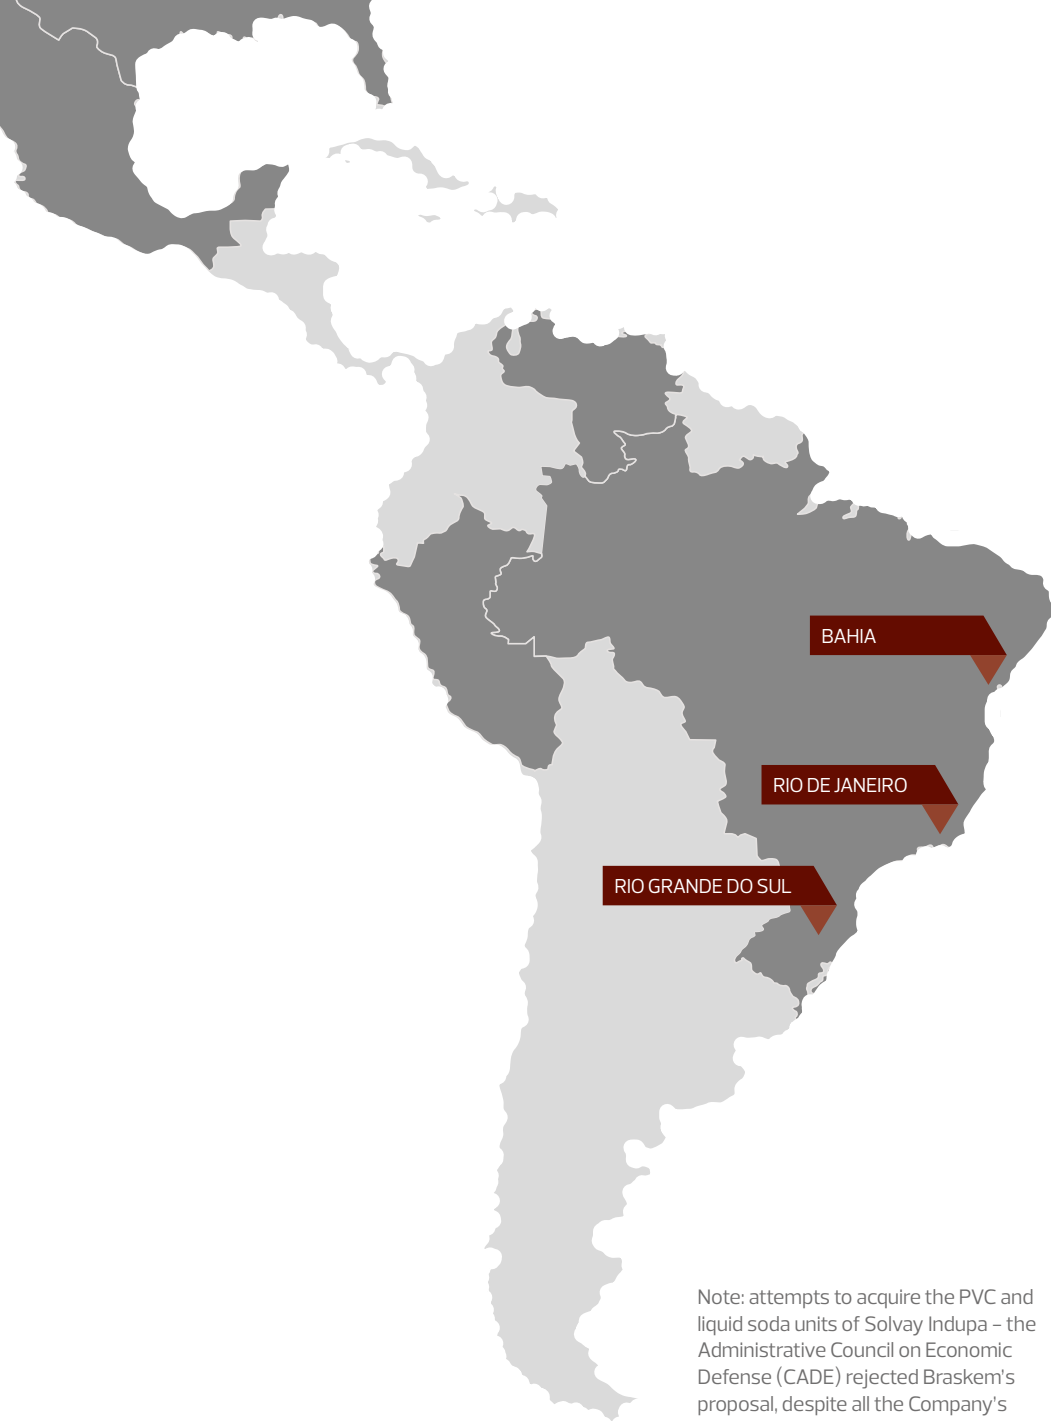 BAHIA
RIO DE JANEIRO
RIO GRANDE DO SUL
Note: attempts to acquire the PVC and
liquid soda units of Solvay Indupa – the
Administrative Council on Economic
Defense (CADE) rejected Braskem's
proposal, despite all the Company's